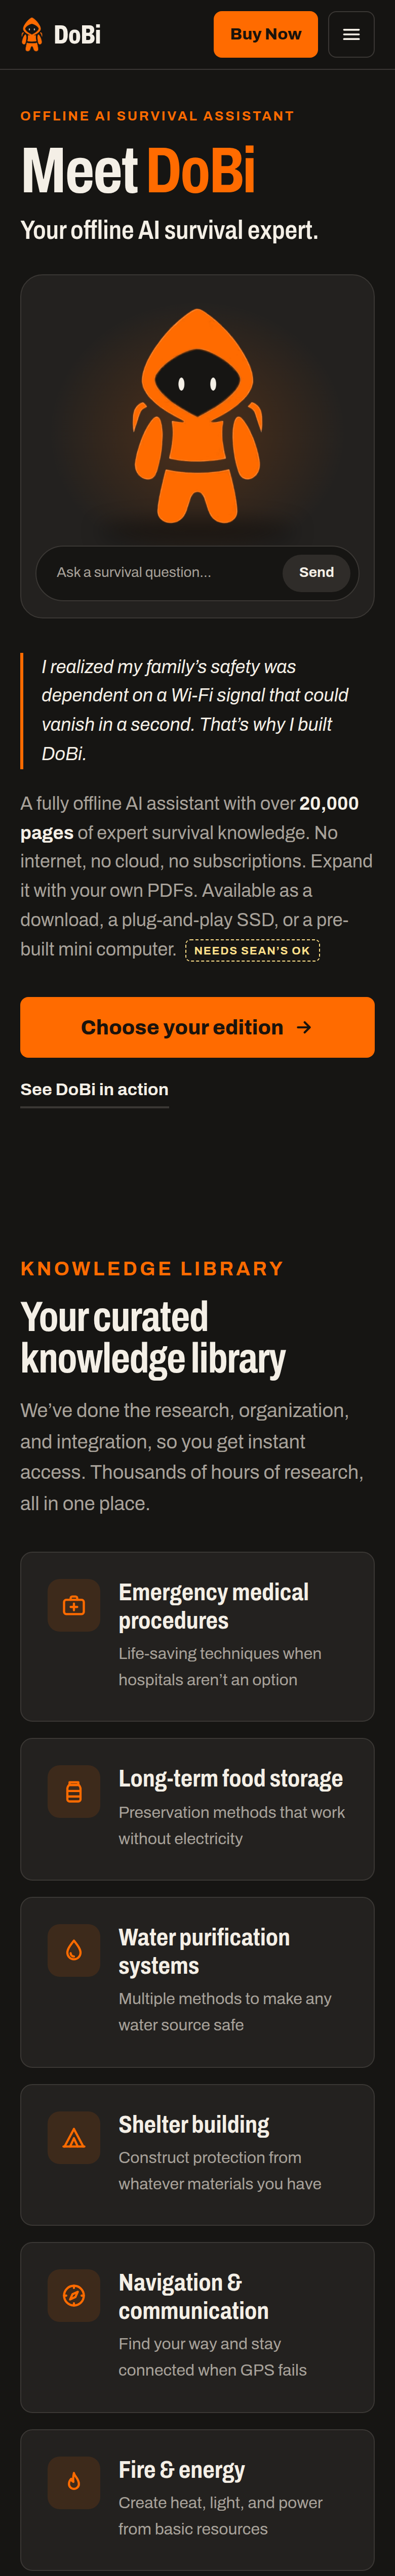 DoBi
Buy Now
OFFLINE AI SURVIVAL ASSISTANT
Meet DoBi
Your offline AI survival expert.
Ask a survival question...
Send
I realized my family’s safety was
dependent on a Wi-Fi signal that could
vanish in a second. That’s why I built
DoBi.
A fully offline AI assistant with over 20,000
pages of expert survival knowledge. No
internet, no cloud, no subscriptions. Expand
it with your own PDFs. Available as a
download, a plug-and-play SSD, or a pre-
built mini computer. NEEDS SEAN’S OK
Choose your edition →
See DoBi in action
KNOWLEDGE LIBRARY
Your curated
knowledge library
We’ve done the research, organization,
and integration, so you get instant
access. Thousands of hours of research,
all in one place.
Emergency medical
procedures
Life-saving techniques when
hospitals aren’t an option
Long-term food storage
Preservation methods that work
without electricity
Water purification
systems
Multiple methods to make any
water source safe
Shelter building
Construct protection from
whatever materials you have
Navigation &
communication
Find your way and stay
connected when GPS fails
Fire & energy
Create heat, light, and power
from basic resources